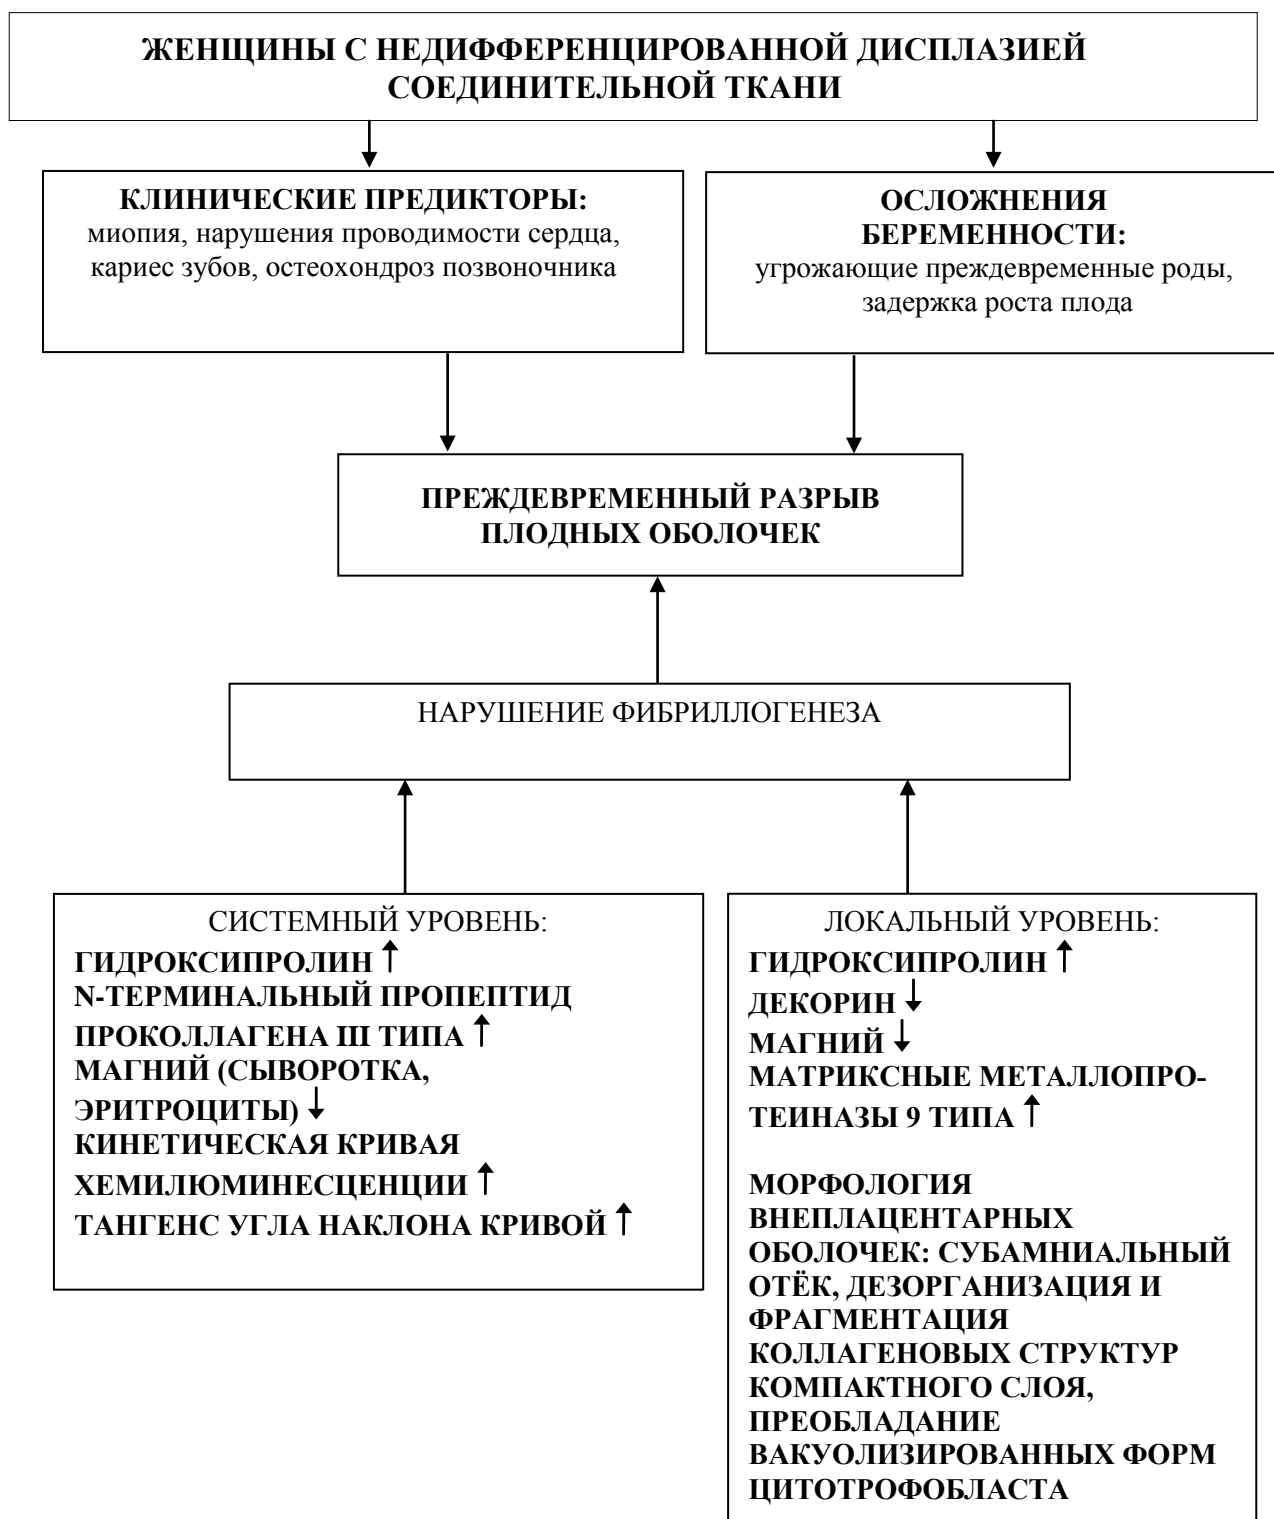 ЖЕНЩИНЫ С НЕДИФФЕРЕНЦИРОВАННОЙ ДИСПЛАЗИЕЙ
СОЕДИНИТЕЛЬНОЙ ТКАНИ
КЛИНИЧЕСКИЕ ПРЕДИКТОРЫ:
миопия, нарушения проводимости сердца,
кариес зубов, остеохондроз позвоночника
ОСЛОЖНЕНИЯ
БЕРЕМЕННОСТИ:
угрожающие преждевременные роды,
задержка роста плода
ПРЕЖДЕВРЕМЕННЫЙ РАЗРЫВ
ПЛОДНЫХ ОБОЛОЧЕК
НАРУШЕНИЕ ФИБРИЛЛОГЕНЕЗА
СИСТЕМНЫЙ УРОВЕНЬ:
ГИДРОКСИПРОЛИН ↑
N-ТЕРМИНАЛЬНЫЙ ПРОПЕПТИД
ПРОКОЛЛАГЕНА III ТИПА ↑
МАГНИЙ (СЫВОРОТКА,
ЭРИТРОЦИТЫ) ↓
КИНЕТИЧЕСКАЯ КРИВАЯ
ХЕМИЛЮМИНЕСЦЕНЦИИ ↑
ТАНГЕНС УГЛА НАКЛОНА КРИВОЙ ↑
ЛОКАЛЬНЫЙ УРОВЕНЬ:
ГИДРОКСИПРОЛИН ↑
ДЕКОРИН ↓
МАГНИЙ ↓
МАТРИКСНЫЕ МЕТАЛЛОПРО-
ТЕИНАЗЫ 9 ТИПА ↑
МОРФОЛОГИЯ
ВНЕПЛАЦЕНТАРНЫХ
ОБОЛОЧЕК: СУБАМНИАЛЬНЫЙ
ОТЁК, ДЕЗОРГАНИЗАЦИЯ И
ФРАГМЕНТАЦИЯ
КОЛЛАГЕНОВЫХ СТРУКТУР
КОМПАКТНОГО СЛОЯ,
ПРЕОБЛАДАНИЕ
ВАКУОЛИЗИРОВАННЫХ ФОРМ
ЦИТОТРОФОБЛАСТА